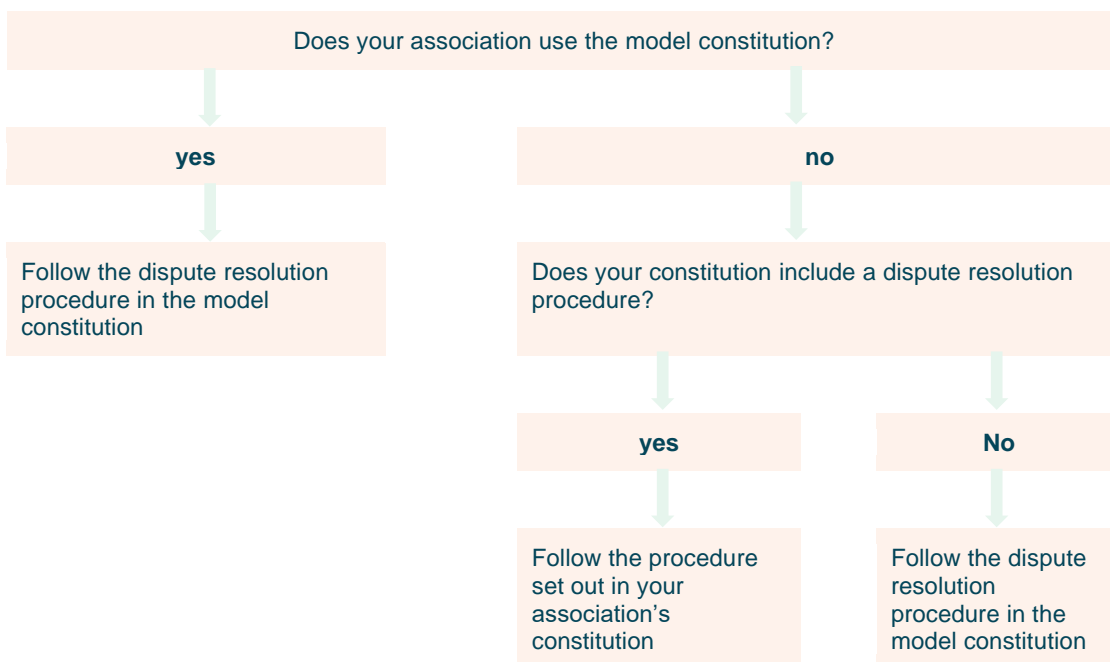 Does your association use the model constitution?
yes
no
Follow the dispute resolution
procedure in the model
constitution
Does your constitution include a dispute resolution
procedure?
yes
No
Follow the procedure
set out in your
association’s
constitution
Follow the dispute
resolution
procedure in the
model constitution